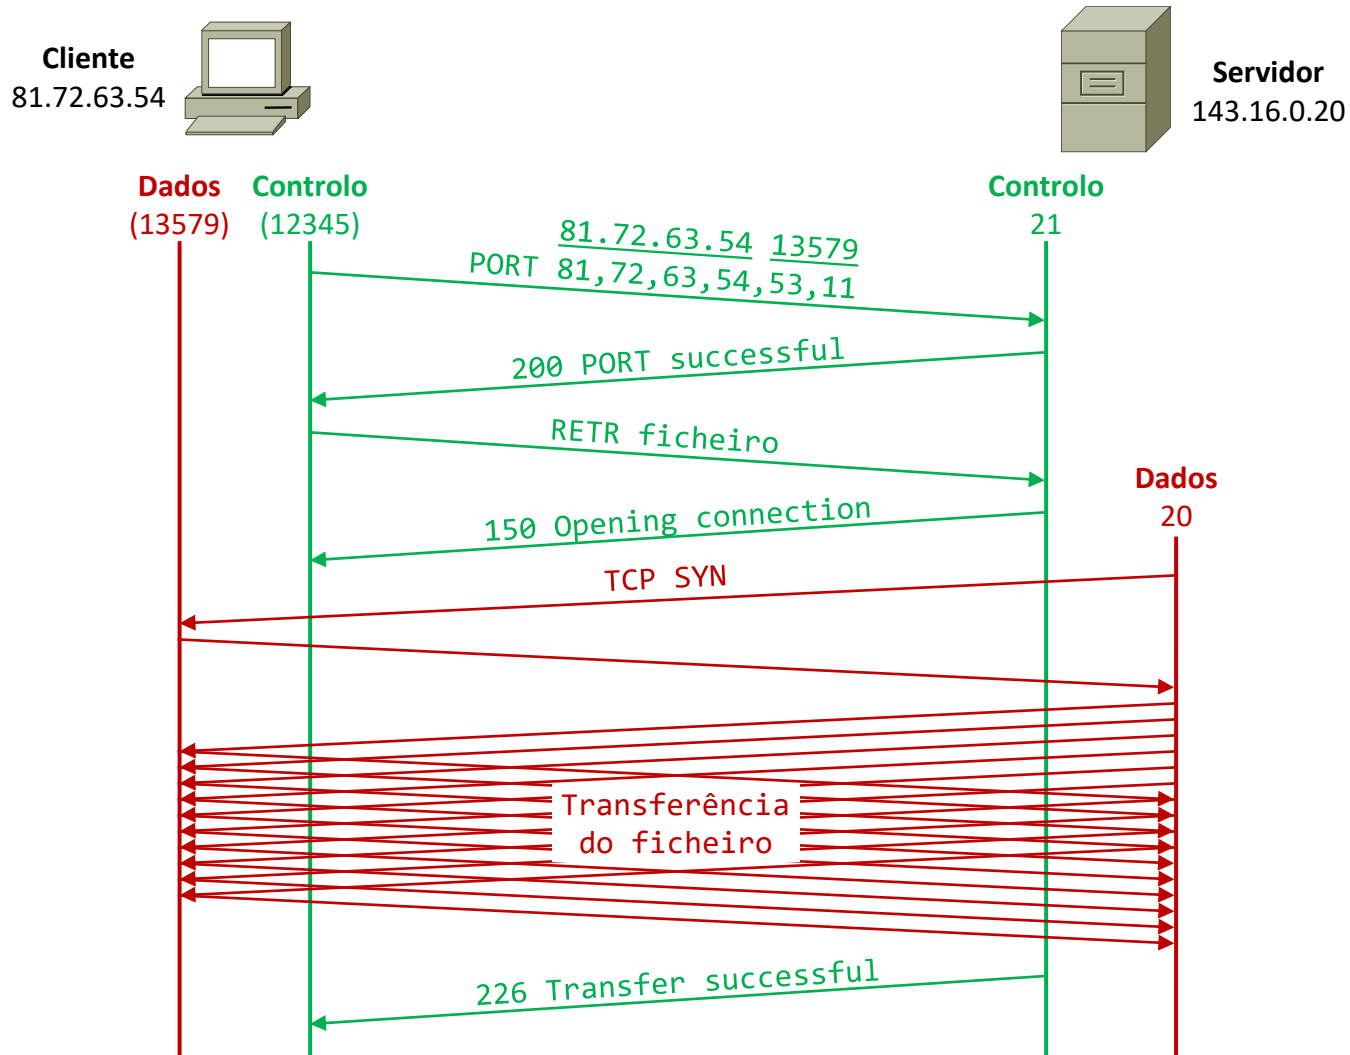 Cliente
81.72.63.54
Servidor
143.16.0.20
Dados
(13579)
Controlo
(12345)
Controlo
21
81.72.63.54 13579
PORT 81,72,63,54,53,11
200 PORT successful
RETR ficheiro
Dados
20
150 Opening connection
TCP SYN
Transferência
do ficheiro
226 Transfer successful